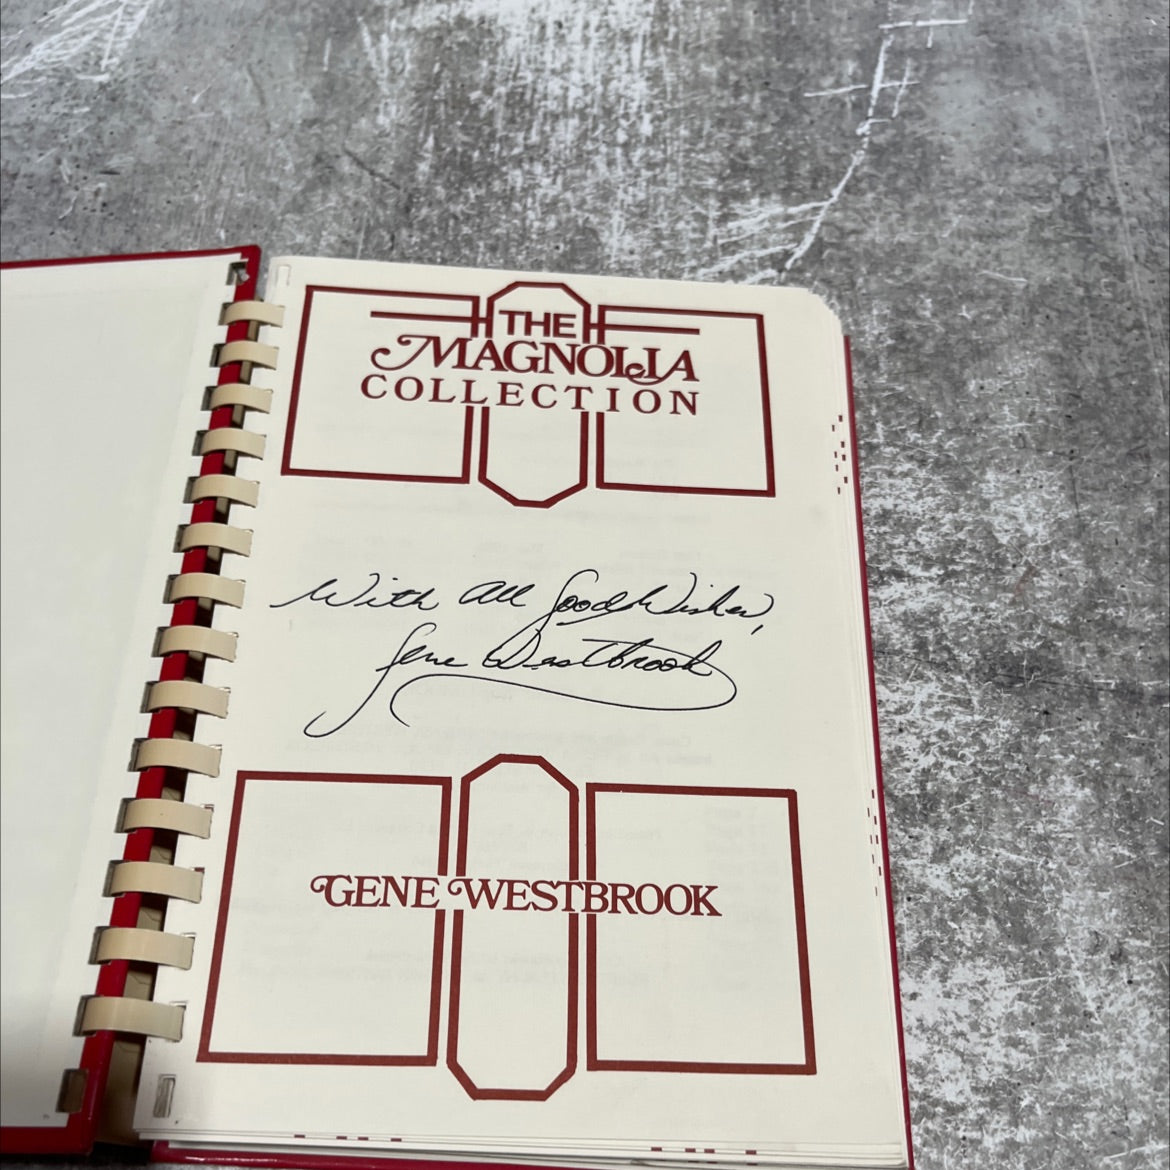 THE
MAGNOLIA
COLLECTION
With All Good Wishes,
Gene Westbrook
GENE WESTBROOK